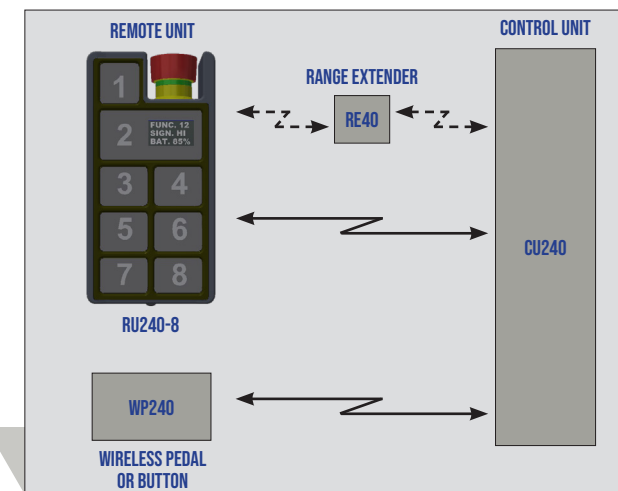 REMOTE UNIT
CONTROL UNIT
RANGE EXTENDER
1
2
FUNC. 12
SIGN. HI
BAT. 85%
3 4
5 6
7 8
RE40
CU240
RU240-8
WP240
WIRELESS PEDAL
OR BUTTON